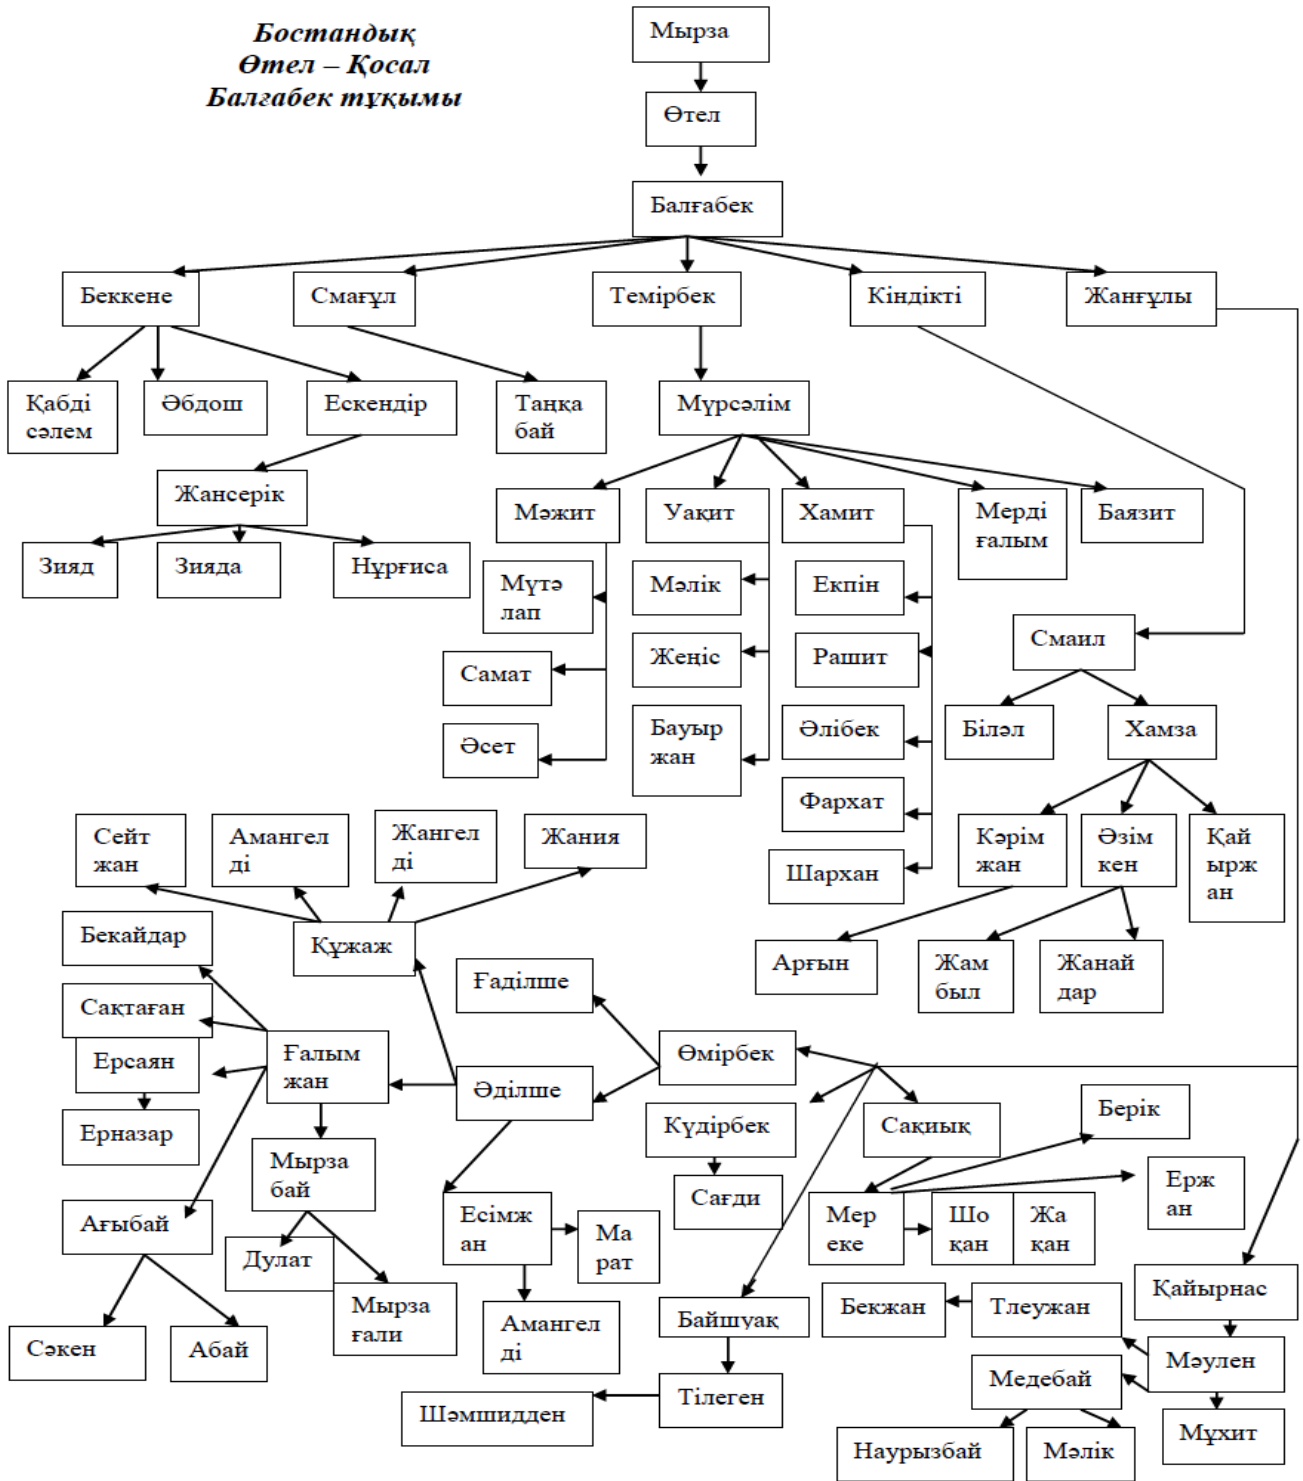 Бостандық
Өтел – Қосал
Балғабек тұқымы
Мырза
Өтел
Балғабек
Беккене
Смағұл
Темірбек
Кіндікті
Жанғұлы
Қабді
сәлем
Әбдош
Ескендір
Таңқа
бай
Мүрсәлім
Жансерік
Мәжит
Уақит
Хамит
Мерді
ғалым
Баязит
Зияд
Зияда
Нұрғиса
Мүтә
лап
Мәлік
Екпін
Смаил
Самат
Жеңіс
Рашит
Әсет
Бауыр
жан
Әлібек
Біләл
Хамза
Фархат
Шархан
Кәрім
жан
Әзім
кен
Қай
ырж
ан
Сейт
жан
Амангел
ді
Жангел
ді
Жания
Бекайдар
Құжаж
Арғын
Жам
был
Жанай
дар
Ғаділше
Сақтаған
Ерсаян
Ғалым
жан
Әділше
Өмірбек
Ерназар
Мырза
бай
Күдірбек
Сақиық
Берік
Сағди
Ерж
ан
Ағыбай
Есімж
ан
Ма
рат
Мер
еке
Шо
қан
Жа
қан
Дулат
Мырза
ғали
Амангел
ді
Байшуақ
Бекжан
Тлеужан
Қайырнас
Сәкен
Абай
Мәулен
Медебай
Тілеген
Шәмшидден
Мұхит
Наурызбай
Мәлік